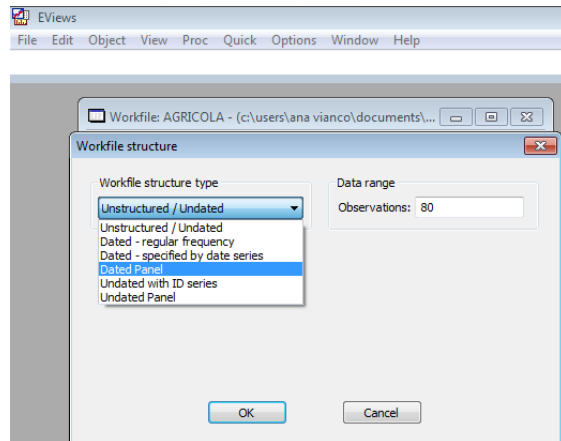 EViews
File Edit Object View Proc Quick Options Window Help
Workfile: AGRICOLA - (c:\users\ana vianco\documents\...
Workfile structure
Workfile structure type
Data range
Unstructured / Undated
Observations: 80
Unstructured / Undated
Dated - regular frequency
Dated - specified by date series
Dated Panel
Undated with ID series
Undated Panel
OK Cancel